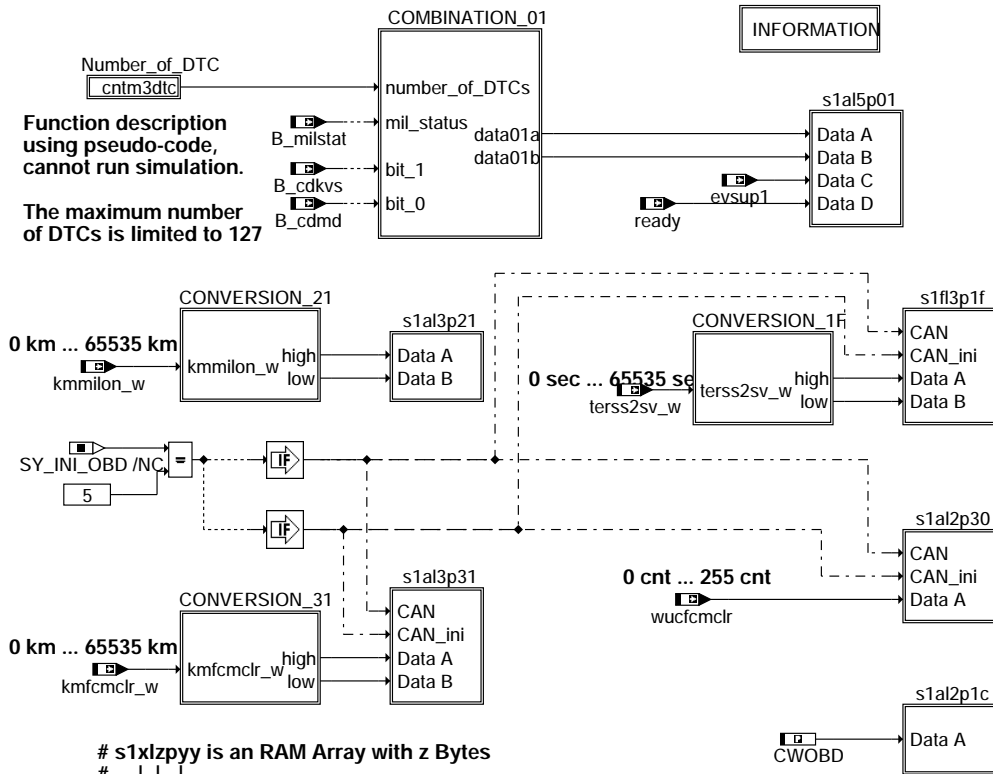 COMBINATION_01
INFORMATION
Number_of_DTC
cntm3dtc
number_of_DTCs
s1al5p01
Function description
using pseudo-code,
cannot run simulation.
B_milstat
mil_status
data01a
data01b
Data A
Data B
Data C
Data D
B_cdkvs
bit_1
evsup1
The maximum number
of DTCs is limited to 127
B_cdmd
bit_0
ready
CONVERSION_21
s1al3p21
CONVERSION_1F
s1fl3p1f
0 km ... 65535 km
kmmilon_w
kmmilon_w
high
low
Data A
Data B
0 sec ... 65535 se
terss2sv_w
terss2sv_w
high
low
CAN
CAN_ini
Data A
Data B
SY_INI_OBD /NC
=
5
IF
IF
s1al2p30
CAN
CAN_ini
Data A
0 cnt ... 255 cnt
wucfcmclr
CONVERSION_31
s1al3p31
0 km ... 65535 km
kmfcmclr_w
kmfcmclr_w
high
low
CAN
CAN_ini
Data A
Data B
s1al2p1c
CWOBD
Data A
# s1xlzpyy is an RAM Array with z Bytes
#